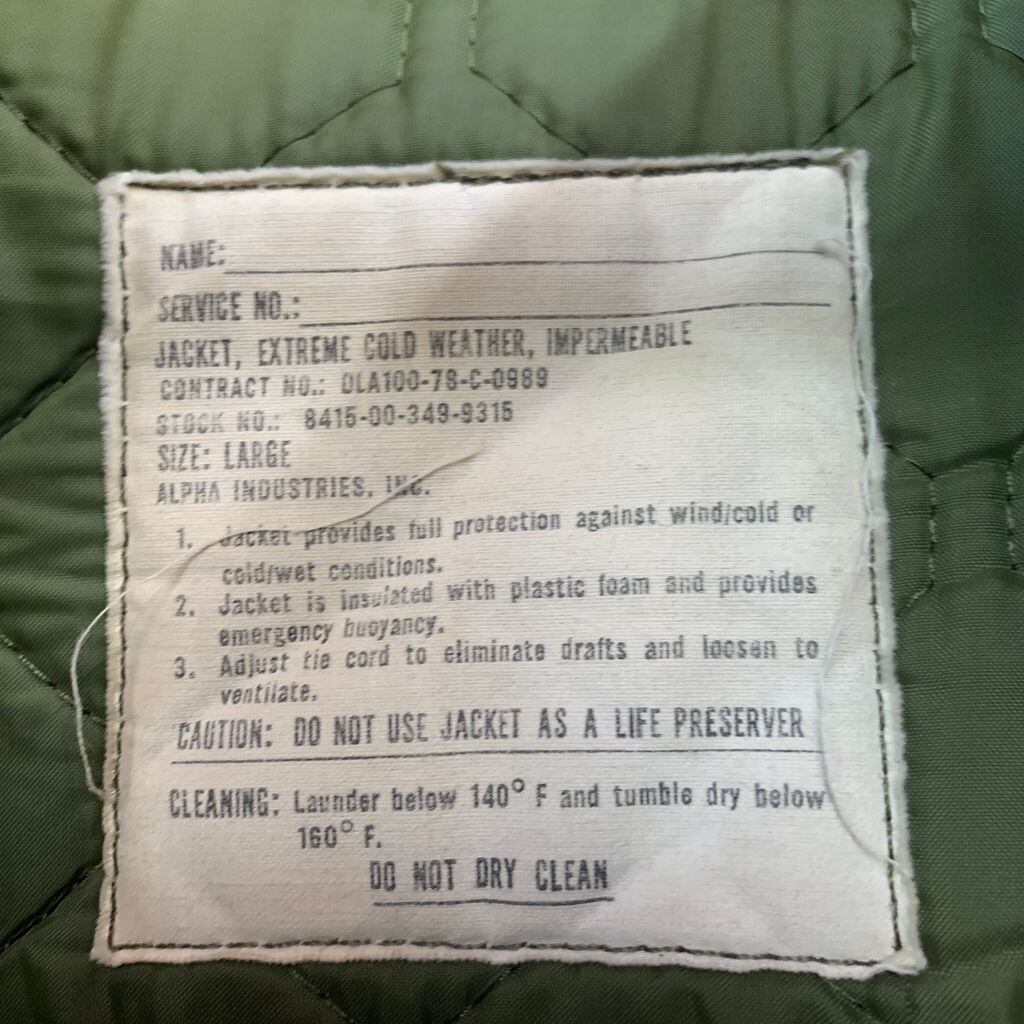 NAME:
SERVICE NO.:
JACKET, EXTREME COLD WEATHER, IMPERMEABLE
CONTRACT NO.: DLA100-78-C-0989
STOCK NO.: 8415-00-349-9315
SIZE: LARGE
ALPHA INDUSTRIES, INC.
1. Jacket provides full protection against wind/cold or
cold/wet conditions.
2. Jacket is insulated with plastic foam and provides
emergency buoyancy.
3. Adjust tie cord to eliminate drafts and loosen to
ventilate.
CAUTION: DO NOT USE JACKET AS A LIFE PRESERVER
CLEANING: Launder below 140° F and tumble dry below
160° F.
DO NOT DRY CLEAN